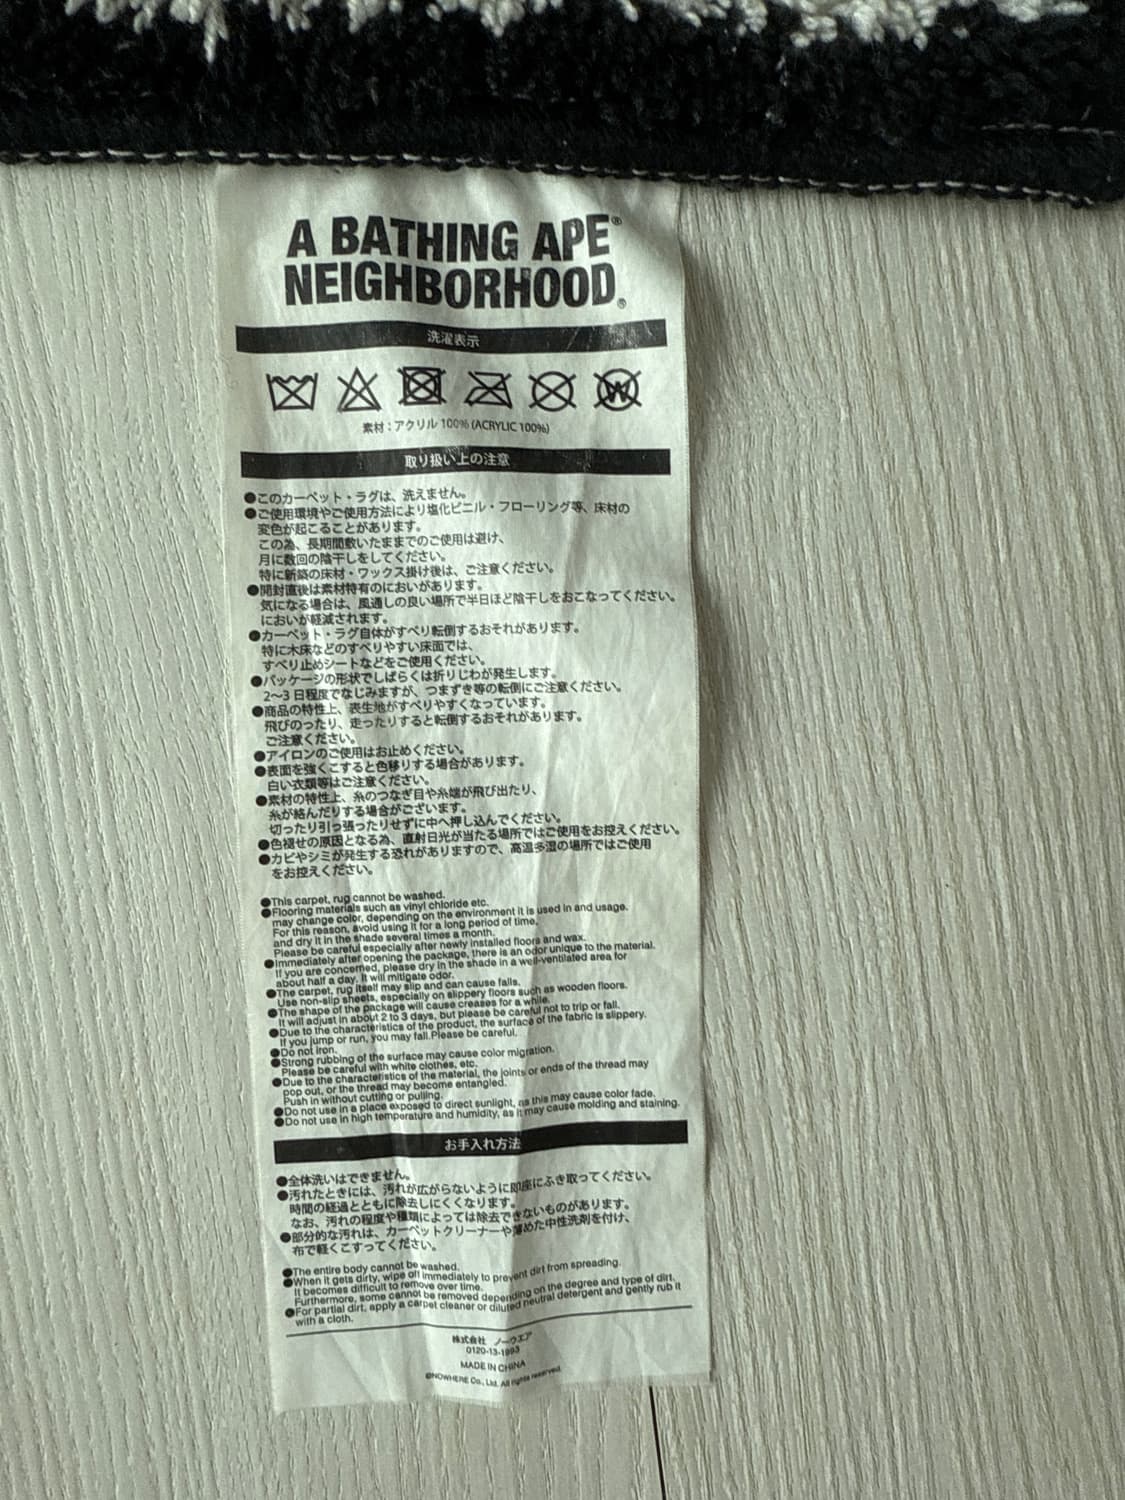 A BATHING APE®
NEIGHBORHOOD®
洗濯表示
W
素材：アクリル 100% (ACRYLIC 100%)
取り扱い上の注意
●このカーペット・ラグは、洗えません。
●ご使用環境やご使用方法により塩化ビニル・フローリング等、床材の
変色が起こることがあります。
この為、長期間敷いたままでのご使用は避け、
月に数回の陰干しをしてください。
特に新築の床材・ワックス掛け後は、ご注意ください。
●開封直後は素材特有のにおいがあります。
気になる場合は、風通しの良い場所で半日ほど陰干しをおこなってください。
においが軽減されます。
●カーペット・ラグ自体がすべり転倒するおそれがあります。
特に木床などのすべりやすい床面では、
すべり止めシートなどをご使用ください。
●パッケージの形状でしばらくは折りじわが発生します。
2〜3 日程度でなじみますが、つまずき等の転倒にご注意ください。
●商品の特性上、表生地がすべりやすくなっています。
飛びのったり、走ったりすると転倒するおそれがあります。
ご注意ください。
●アイロンのご使用はお止めください。
●表面を強くこすると色移りする場合があります。
白い衣類等はご注意ください。
●素材の特性上、糸のつなぎ目や糸端が飛び出たり、
糸が絡んだりする場合がございます。
切ったり引っ張ったりせずに中へ押し込んでください。
●色褪せの原因となる為、直射日光が当たる場所ではご使用をお控えください。
●カビやシミが発生する恐れがありますので、高温多湿の場所ではご使用
をお控えください。
●This carpet, rug cannot be washed.
●Flooring materials such as vinyl chloride etc.
may change color, depending on the environment it is used in and usage.
For this reason, avoid using it for a long period of time,
and dry it in the shade several times a month.
Please be careful especially after newly installed floors and wax.
●Immediately after opening the package, there is an odor unique to the material.
If you are concerned, please dry in the shade in a well-ventilated area for
about half a day. It will mitigate odor.
●The carpet, rug itself may slip and can cause falls.
Use non-slip sheets, especially on slippery floors such as wooden floors.
●The shape of the package will cause creases for a while.
It will adjust in about 2 to 3 days, but please be careful not to trip or fall.
●Due to the characteristics of the product, the surface of the fabric is slippery.
If you jump or run, you may fall.Please be careful.
●Do not iron.
●Strong rubbing of the surface may cause color migration.
Please be careful with white clothes, etc.
●Due to the characteristics of the material, the joints or ends of the thread may
pop out, or the thread may become entangled.
Push in without cutting or pulling.
●Do not use in a place exposed to direct sunlight, as this may cause color fade.
●Do not use in high temperature and humidity, as it may cause molding and staining.
お手入れ方法
●全体洗いはできません。
●汚れたときには、汚れが広がらないように即座にふき取ってください。
時間の経過とともに除去しにくくなります。
なお、汚れの程度や種類によっては除去できないものがあります。
●部分的な汚れは、カーペットクリーナーや薄めた中性洗剤を付け、
布で軽くこすってください。
●The entire body cannot be washed.
●When it gets dirty, wipe off immediately to prevent dirt from spreading.
It becomes difficult to remove over time.
Furthermore, some cannot be removed depending on the degree and type of dirt.
●For partial dirt, apply a carpet cleaner or diluted neutral detergent and gently rub it
with a cloth.
株式会社 ノーウエア
0120-13-1993
MADE IN CHINA
©NOWHERE Co., Ltd. All rights reserved.